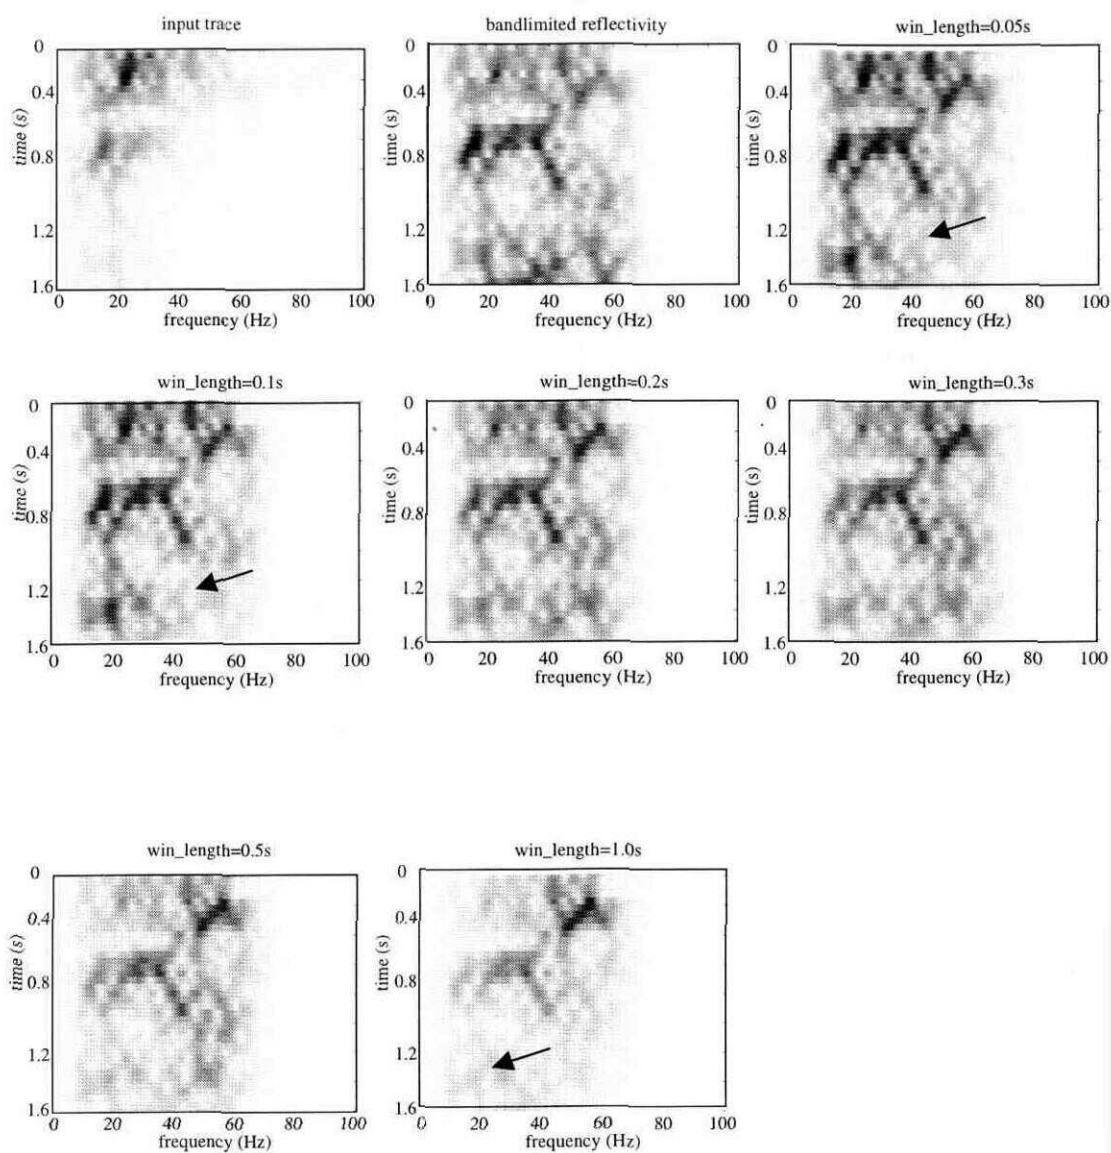 input trace
bandlimited reflectivity
win_length=0.05s
0
0.4
0.8
1.2
1.6
time (s)
0 20 40 60 80 100
frequency (Hz)
0
0.4
0.8
1.2
1.6
time (s)
0 20 40 60 80 100
frequency (Hz)
0
0.4
0.8
1.2
1.6
time (s)
0 20 40 60 80 100
frequency (Hz)
win_length=0.1s
win_length=0.2s
win_length=0.3s
0
0.4
0.8
1.2
1.6
time (s)
0 20 40 60 80 100
frequency (Hz)
0
0.4
0.8
1.2
1.6
time (s)
0 20 40 60 80 100
frequency (Hz)
0
0.4
0.8
1.2
1.6
time (s)
0 20 40 60 80 100
frequency (Hz)
win_length=0.5s
win_length=1.0s
0
0.4
0.8
1.2
1.6
time (s)
0 20 40 60 80 100
frequency (Hz)
0
0.4
0.8
1.2
1.6
time (s)
0 20 40 60 80 100
frequency (Hz)